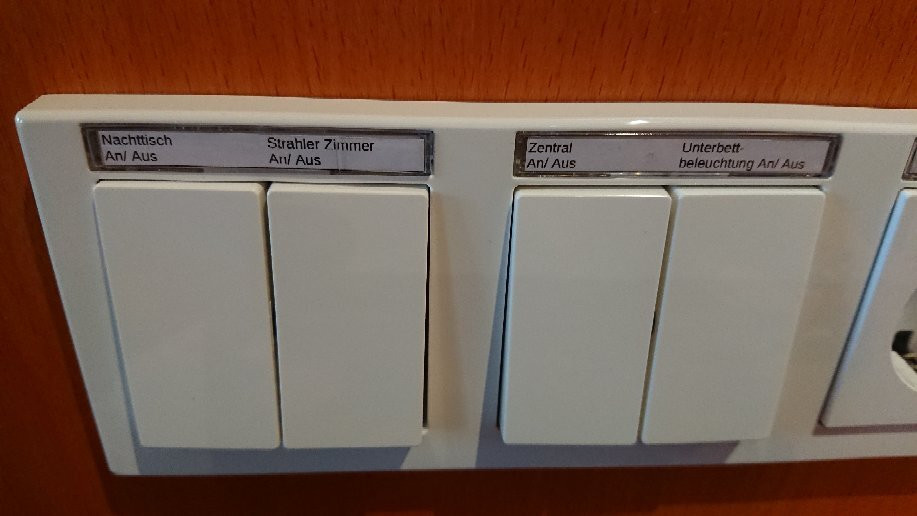 Nachttisch
An/ Aus
Strahler Zimmer
An/ Aus
Zentral
An/ Aus
Unterbett-
beleuchtung An/ Aus